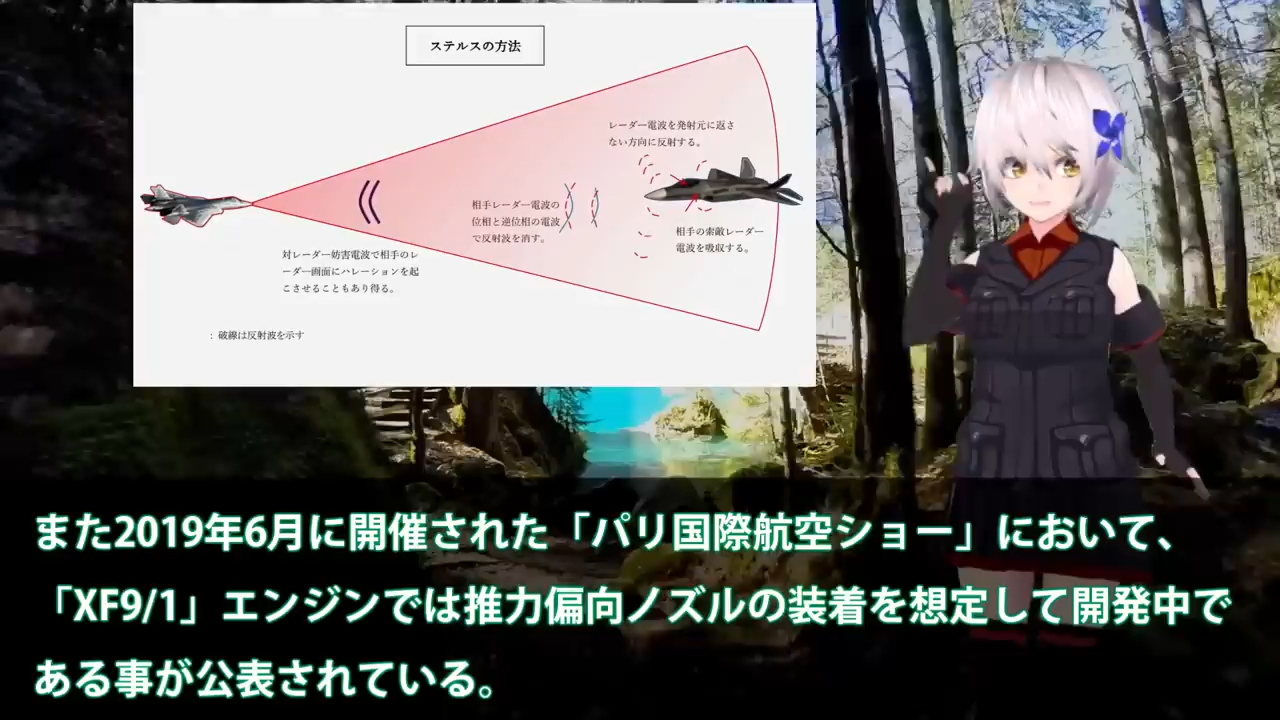 ステルスの方法
レーダー電波を発射元に返さ
ない方向に反射する。
相手レーダー電波の
位相と逆位相の電波
で反射波を消す。
相手の索敵レーダー
電波を吸収する。
対レーダー妨害電波で相手のレ
ーダー画面にハレーションを起
こさせることもあり得る。
：破線は反射波を示す
また2019年6月に開催された「パリ国際航空ショー」において、
「XF9/1」エンジンでは推力偏向ノズルの装着を想定して開発中で
ある事が公表されている。